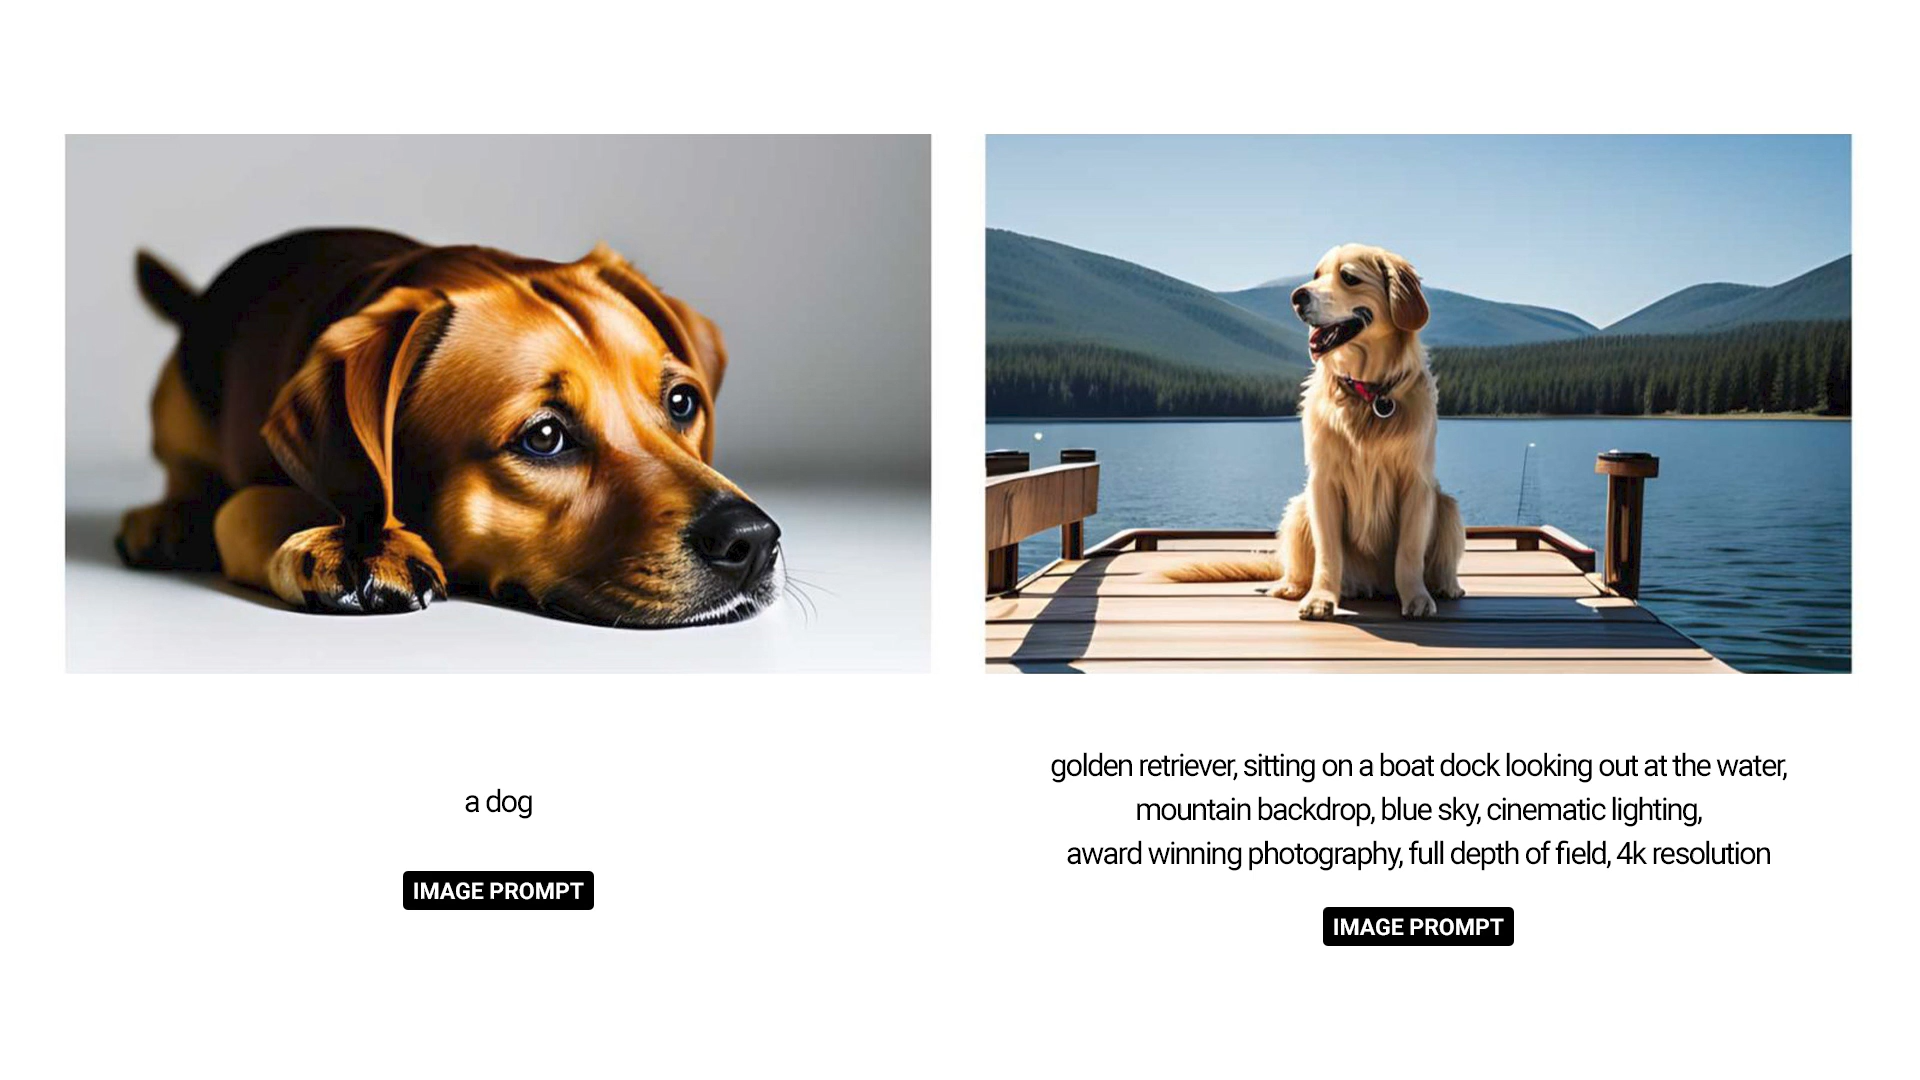 a dog
IMAGE PROMPT
golden retriever, sitting on a boat dock looking out at the water,
mountain backdrop, blue sky, cinematic lighting,
award winning photography, full depth of field, 4k resolution
IMAGE PROMPT